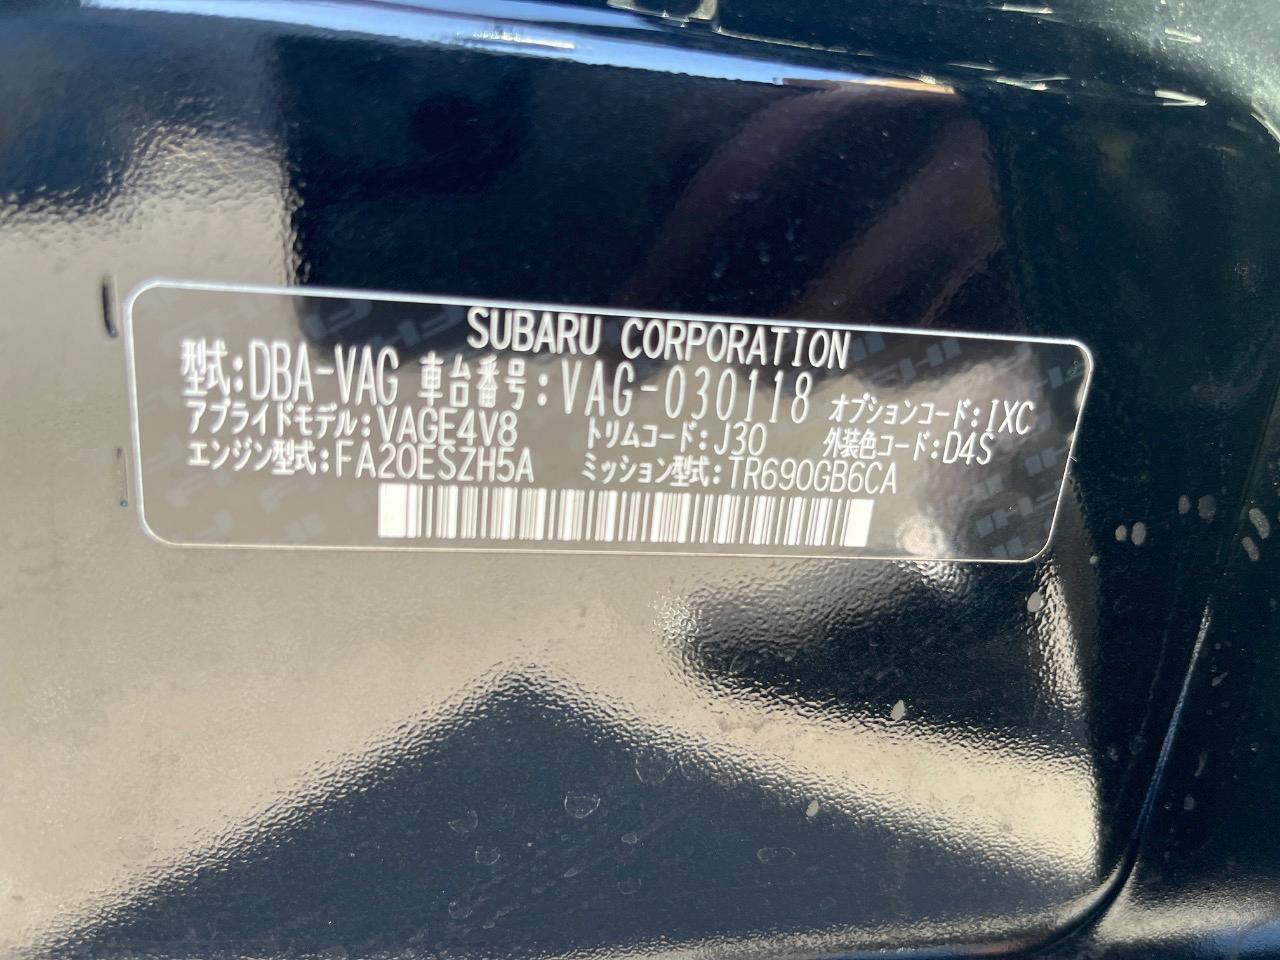 SUBARU CORPORATION
型式:DBA-VAG 車台番号:VAG-030118 オプションコード:IXC
アプライドモデル:VAGE4V8 トリムコード:J30 外装色コード:D4S
エンジン型式:FA20ESZH5A ミッション型式:TR690GB6CA